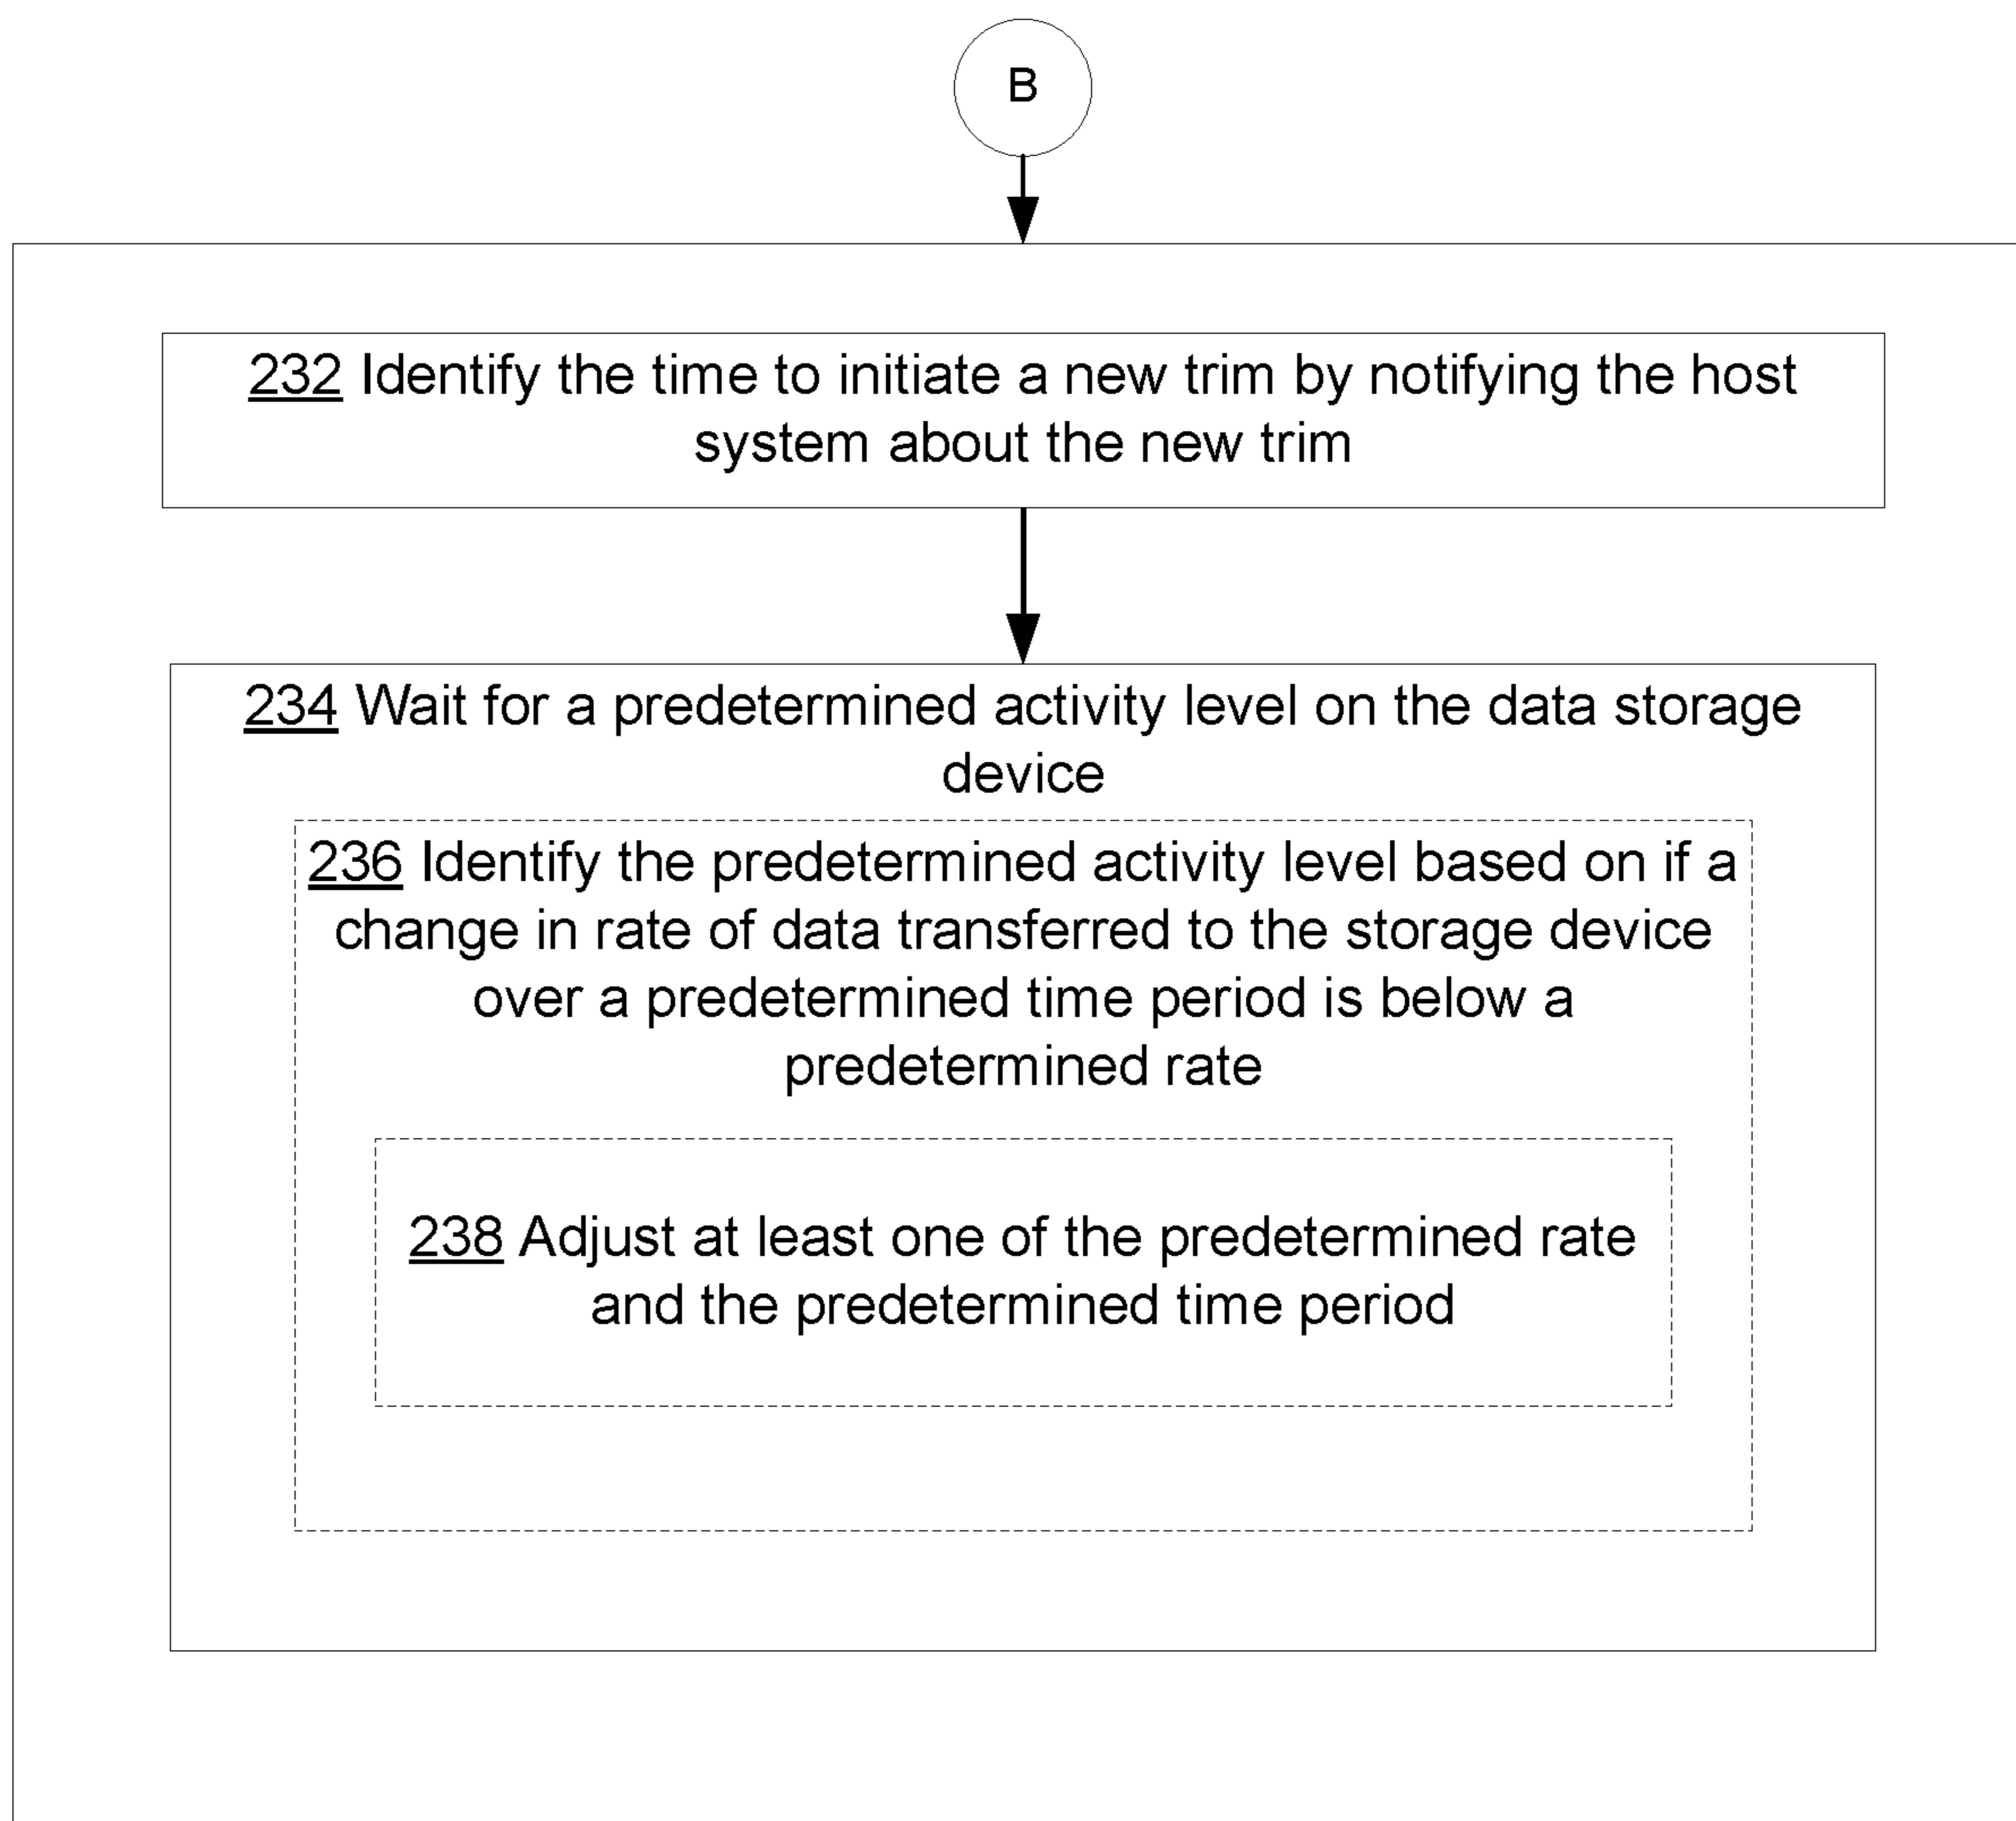 B
232 Identify the time to initiate a new trim by notifying the host
system about the new trim
234 Wait for a predetermined activity level on the data storage
device
236 Identify the predetermined activity level based on if a
change in rate of data transferred to the storage device
over a predetermined time period is below a
predetermined rate
238 Adjust at least one of the predetermined rate
and the predetermined time period